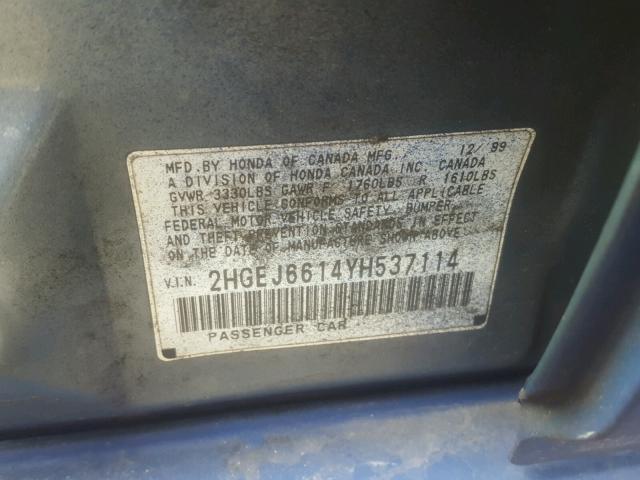 MFD. BY HONDA OF CANADA MFG., 12/99
A DIVISION OF HONDA CANADA INC. CANADA
GVWR 3330LBS GAWR F 1760LBS R 1610LBS
THIS VEHICLE CONFORMS TO ALL APPLICABLE
FEDERAL MOTOR VEHICLE SAFETY, BUMPER,
AND THEFT PREVENTION STANDARDS IN EFFECT
ON THE DATE OF MANUFACTURE SHOWN ABOVE
V.I.N. 2HGEJ6614YH537114
PASSENGER CAR